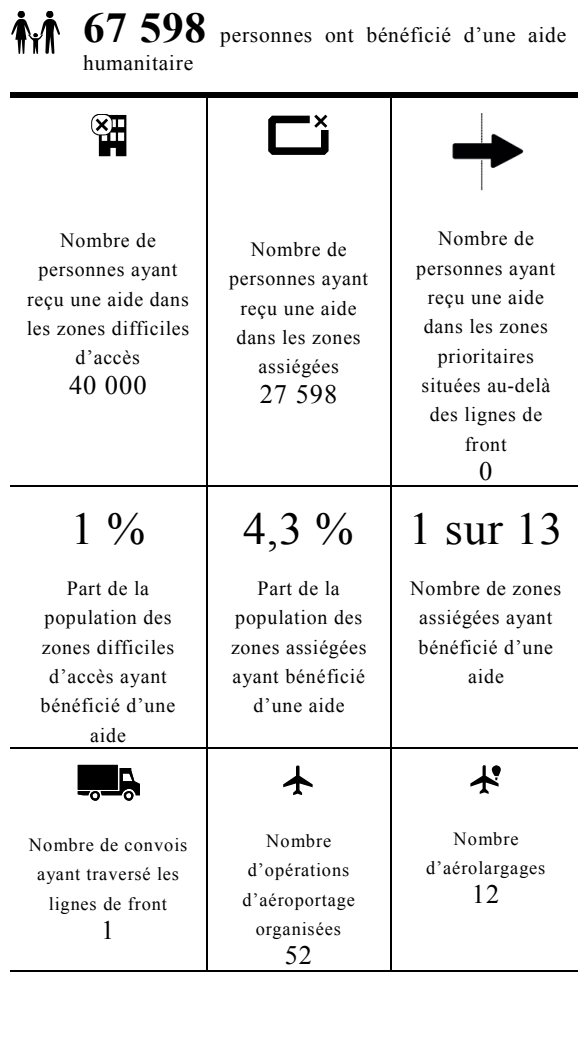 67 598 personnes ont bénéficié d’une aide
humanitaire
Nombre de
personnes ayant
reçu une aide dans
les zones difficiles
d’accès
40 000
Nombre de
personnes ayant
reçu une aide
dans les zones
assiégées
27 598
Nombre de
personnes ayant
reçu une aide
dans les zones
prioritaires
situées au-delà
des lignes de
front
0
1 %
Part de la
population des
zones difficiles
d’accès ayant
bénéficié d’une
aide
4,3 %
Part de la
population des
zones assiégées
ayant bénéficié
d’une aide
1 sur 13
Nombre de zones
assiégées ayant
bénéficié d’une
aide
Nombre de convois
ayant traversé les
lignes de front
1
Nombre
d’opérations
d’aéroportage
organisées
52
Nombre
d’aérolargages
12